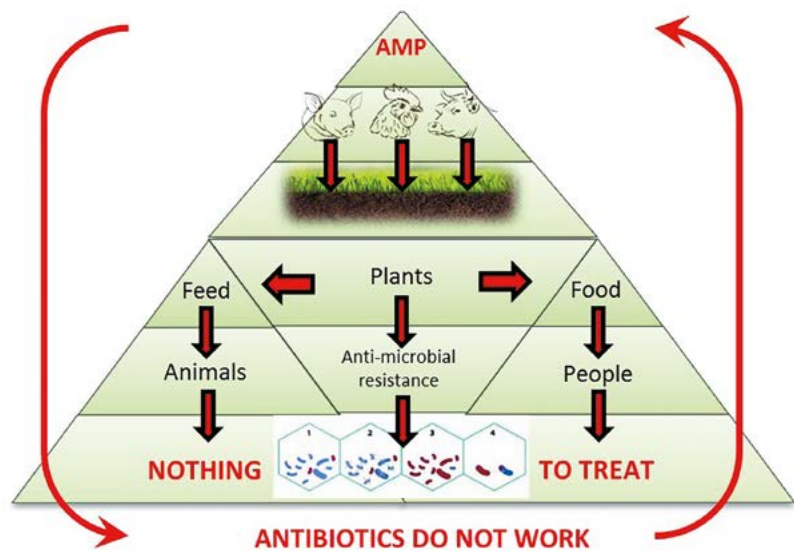 AMP
Feed
Plants
Food
Animals
Anti-microbial
resistance
People
1
2
3
4
NOTHING
TO TREAT
ANTIBIOTICS DO NOT WORK